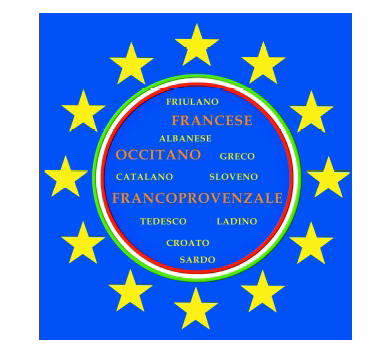 FRIULANO
FRANCESE
ALBANESE
OCCITANO GRECO
CATALANO SLOVENO
FRANCOPROVENZALE
TEDESCO LADINO
CROATO
SARDO